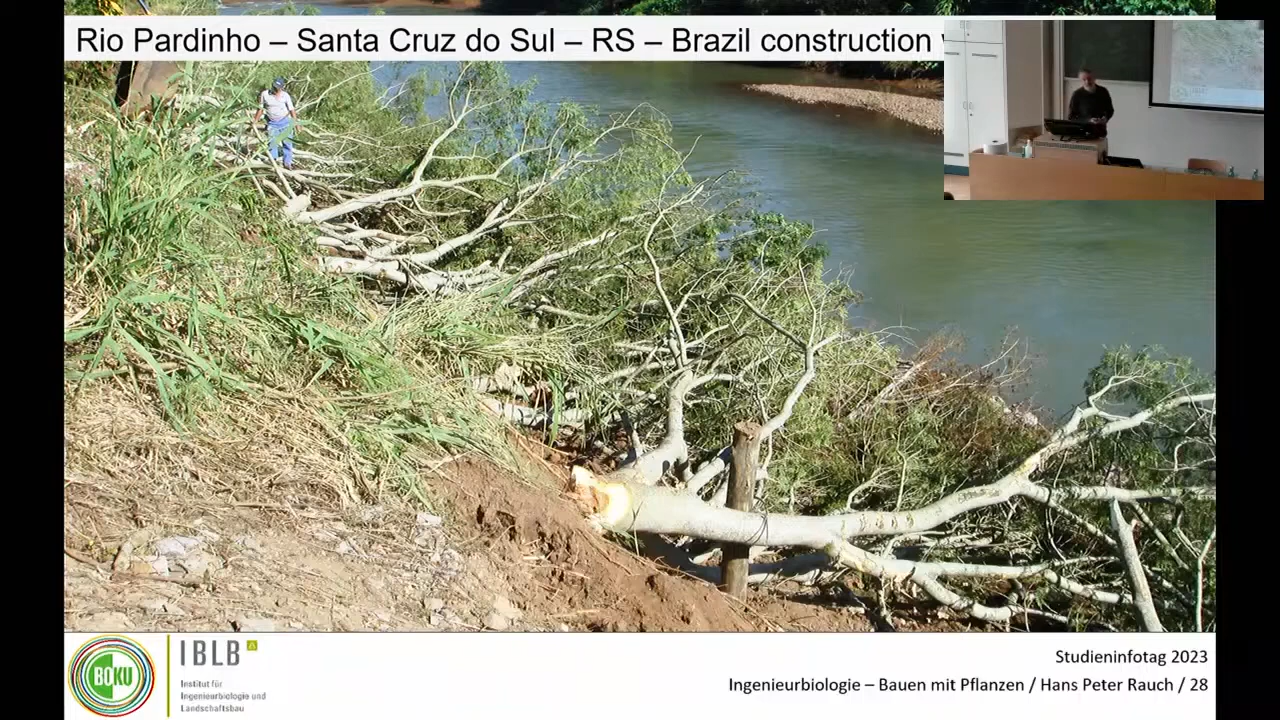 Rio Pardinho – Santa Cruz do Sul – RS – Brazil construction
BOKU
IBLB
Institut für
Ingenieurbiologie und
Landschaftsbau
Studieninfotag 2023
Ingenieurbiologie – Bauen mit Pflanzen / Hans Peter Rauch / 28